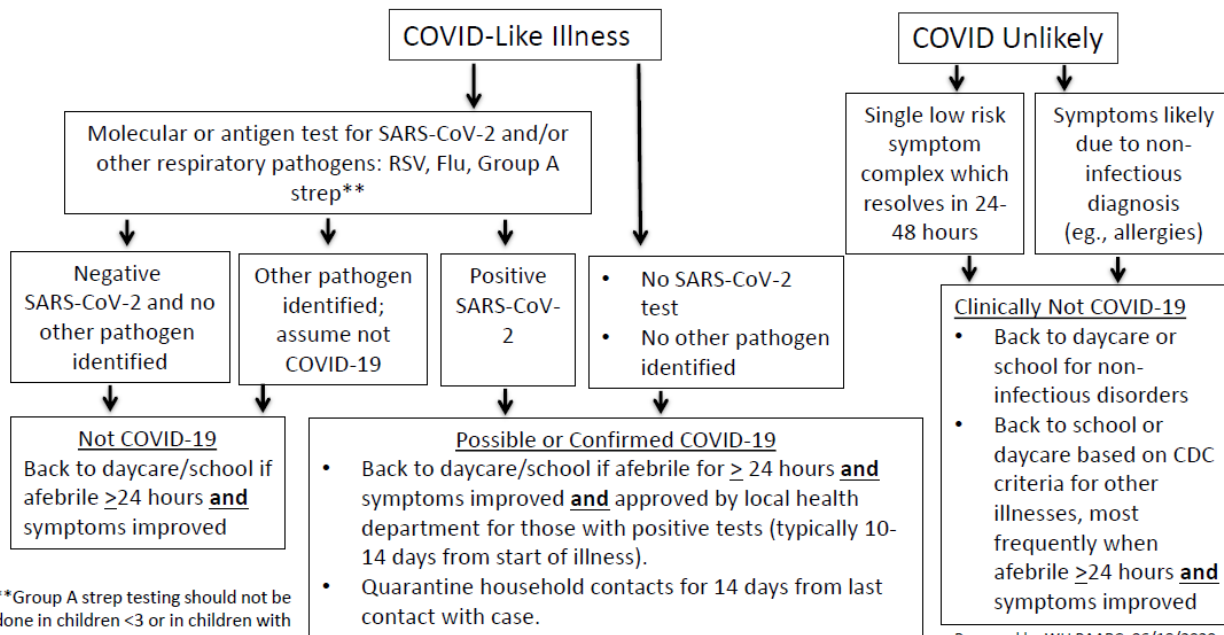 COVID-Like Illness
COVID Unlikely
Molecular or antigen test for SARS-CoV-2 and/or
other respiratory pathogens: RSV, Flu, Group A
strep**
Single low risk
symptom
complex which
resolves in 24-
48 hours
Symptoms likely
due to non-
infectious
diagnosis
(eg., allergies)
Negative
SARS-CoV-2 and no
other pathogen
identified
Other pathogen
identified;
assume not
COVID-19
Positive
SARS-CoV-
2
• No SARS-CoV-2
test
• No other pathogen
identified
Not COVID-19
Back to daycare/school if
afebrile >24 hours and
symptoms improved
Possible or Confirmed COVID-19
• Back to daycare/school if afebrile for > 24 hours and
symptoms improved and approved by local health
department for those with positive tests (typically 10-
14 days from start of illness).
• Quarantine household contacts for 14 days from last
contact with case.
Clinically Not COVID-19
• Back to daycare or
school for non-
infectious disorders
• Back to school or
daycare based on CDC
criteria for other
illnesses, most
frequently when
afebrile >24 hours and
symptoms improved
**Group A strep testing should not be
done in children <3 or in children with